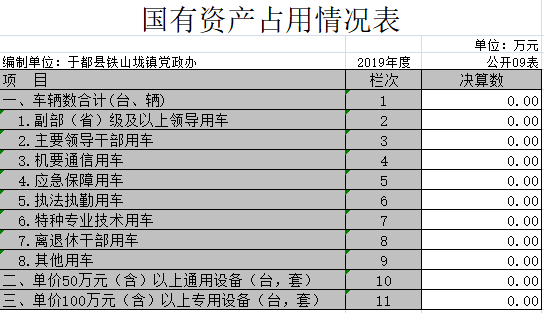 国有资产占用情况表
单位：万元
编制单位：于都县铁山垅镇党政办 2019年度 公开09表
项 目 栏次 决算数
一、车辆数合计(台、辆) 1 0.00
1.副部（省）级及以上领导用车 2 0.00
2.主要领导干部用车 3 0.00
3.机要通信用车 4 0.00
4.应急保障用车 5 0.00
5.执法执勤用车 6 0.00
6.特种专业技术用车 7 0.00
7.离退休干部用车 8 0.00
8.其他用车 9 0.00
二、单价50万元（含）以上通用设备（台，套） 10 0.00
三、单价100万元（含）以上专用设备（台，套） 11 0.00